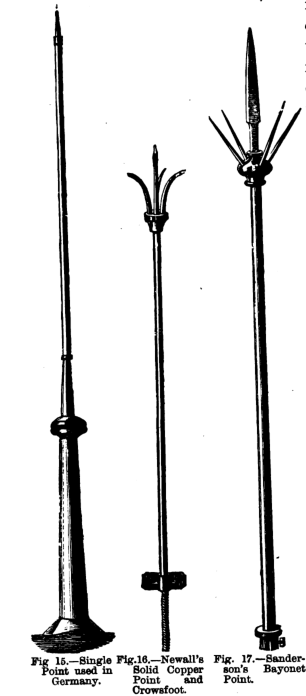 Fig 15.—Single
Point used in
Germany.
Fig.16.—Newall's
Solid Copper
Point and
Crowsfoot.
Fig. 17.—Sander-
son's Bayonet
Point.